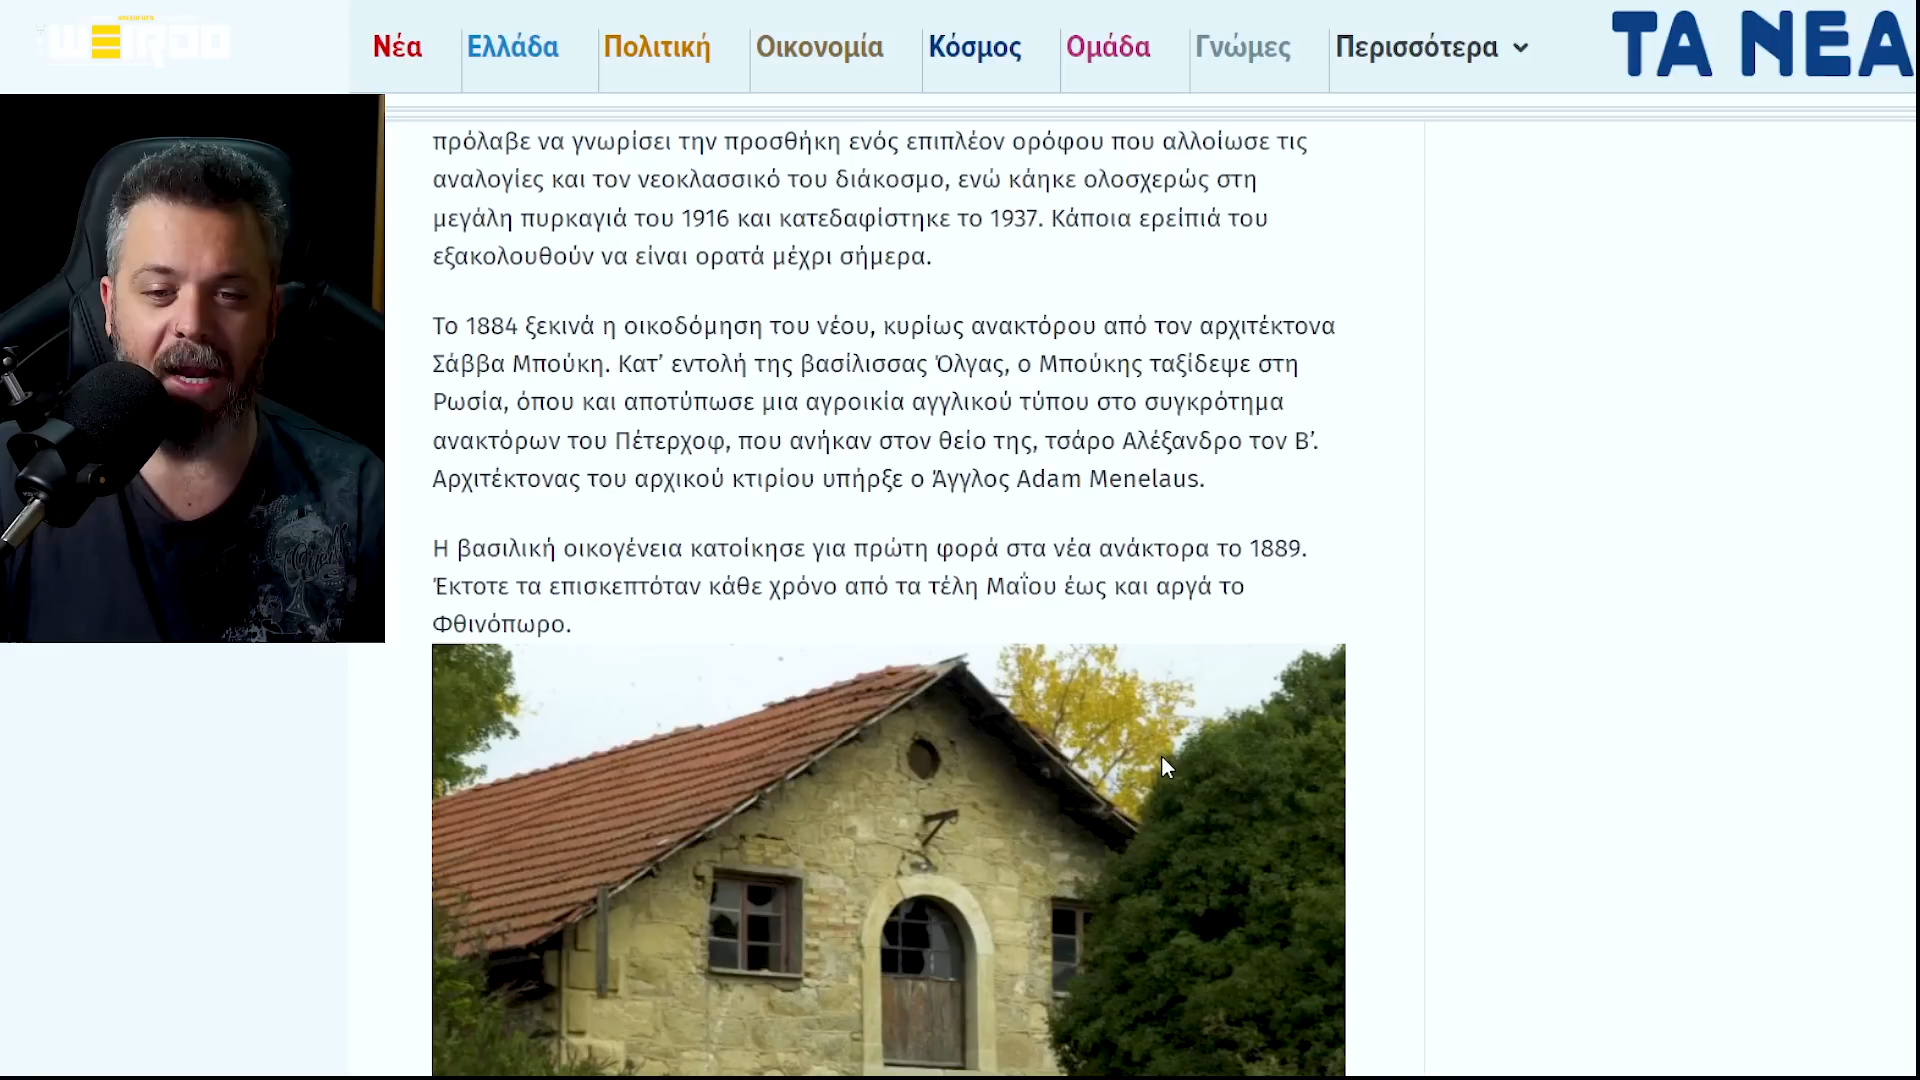 WEIRDO
Νέα
Ελλάδα
Πολιτική
Οικονομία
Κόσμος
Ομάδα
Γνώμες
Περισσότερα
ΤΑ ΝΕΑ
πρόλαβε να γνωρίσει την προσθήκη ενός επιπλέον ορόφου που αλλοίωσε τις
αναλογίες και τον νεοκλασσικό του διάκοσμο, ενώ κάηκε ολοσχερώς στη
μεγάλη πυρκαγιά του 1916 και κατεδαφίστηκε το 1937. Κάποια ερείπιά του
εξακολουθούν να είναι ορατά μέχρι σήμερα.
Το 1884 ξεκινά η οικοδόμηση του νέου, κυρίως ανακτόρου από τον αρχιτέκτονα
Σάββα Μπούκη. Κατ’ εντολή της βασίλισσας Όλγας, ο Μπούκης ταξίδεψε στη
Ρωσία, όπου και αποτύπωσε μια αγροικία αγγλικού τύπου στο συγκρότημα
ανακτόρων του Πέτερχοφ, που ανήκαν στον θείο της, τσάρο Αλέξανδρο τον Β’.
Αρχιτέκτονας του αρχικού κτιρίου υπήρξε ο Άγγλος Adam Menelaus.
Η βασιλική οικογένεια κατοίκησε για πρώτη φορά στα νέα ανάκτορα το 1889.
Έκτοτε τα επισκεπτόταν κάθε χρόνο από τα τέλη Μαΐου έως και αργά το
Φθινόπωρο.